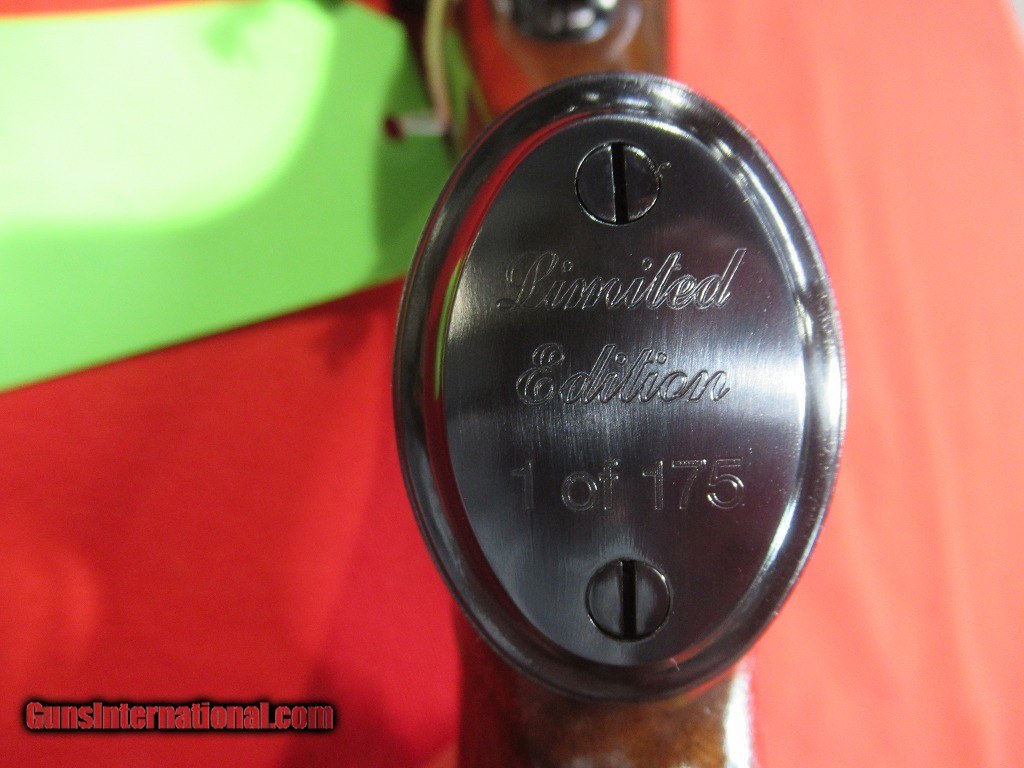 Limited
Edition
1 of 175
GunsInternational.com